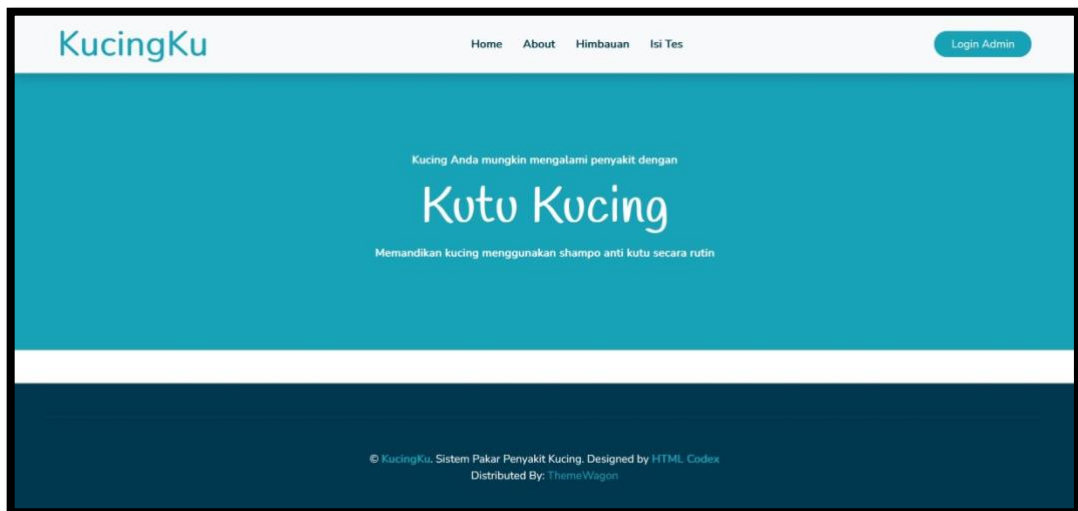 KucingKu
Home About Himbauan Isi Tes
Login Admin
Kucing Anda mungkin mengalami penyakit dengan
Kutu Kucing
Memandikan kucing menggunakan shampo anti kutu secara rutin
© KucingKu. Sistem Pakar Penyakit Kucing. Designed by HTML Codex
Distributed By: ThemeWagon